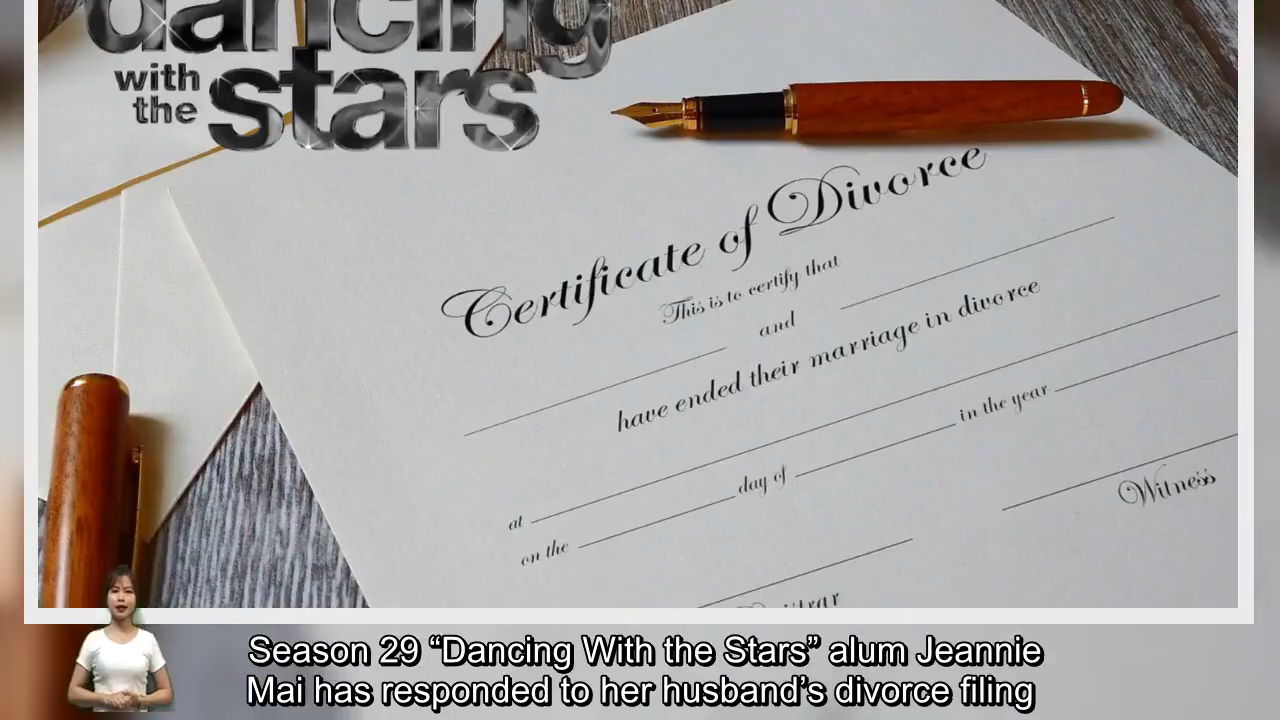 dancing
with
the
stars
Certificate of Divorce
This is to certify that
and
have ended their marriage in divorce
at
on the day of in the year
Witness
Season 29 “Dancing With the Stars” alum Jeannie
Mai has responded to her husband’s divorce filing